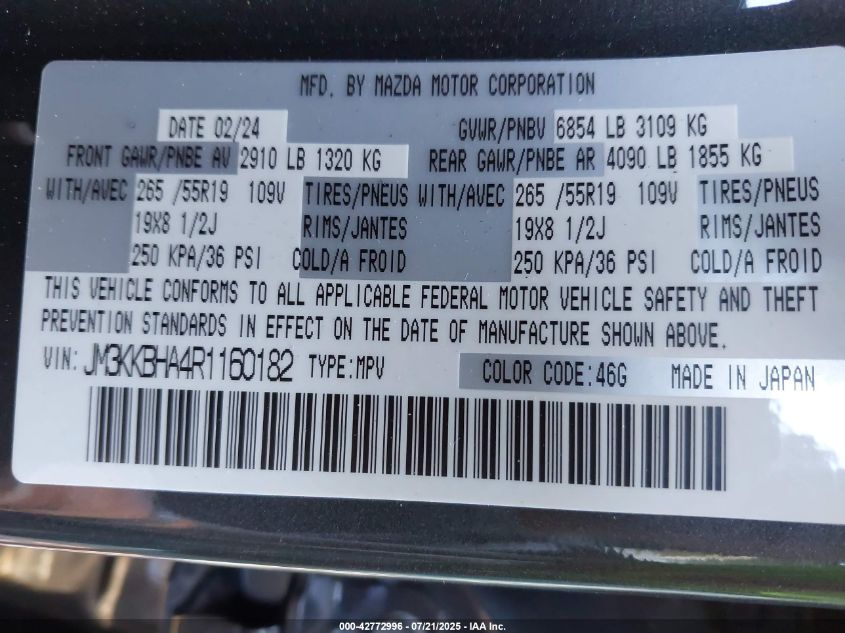 MFD. BY MAZDA MOTOR CORPORATION
DATE 02/24 GVWR/PNBV 6854 LB 3109 KG
FRONT GAWR/PNBE AV 2910 LB 1320 KG REAR GAWR/PNBE AR 4090 LB 1855 KG
WITH/AVEC 265 /55R19 109V TIRES/PNEUS WITH/AVEC 265 /55R19 109V TIRES/PNEUS
19X8 1/2J RIMS/JANTES 19X8 1/2J RIMS/JANTES
250 KPA/36 PSI COLD/A FROID 250 KPA/36 PSI COLD/A FROID
THIS VEHICLE CONFORMS TO ALL APPLICABLE FEDERAL MOTOR VEHICLE SAFETY AND THEFT
PREVENTION STANDARDS IN EFFECT ON THE DATE OF MANUFACTURE SHOWN ABOVE.
VIN: JM3KKBHA4R1160182 TYPE:MPV COLOR CODE:46G MADE IN JAPAN
000-42772996 - 07/21/2025 - IAA Inc.